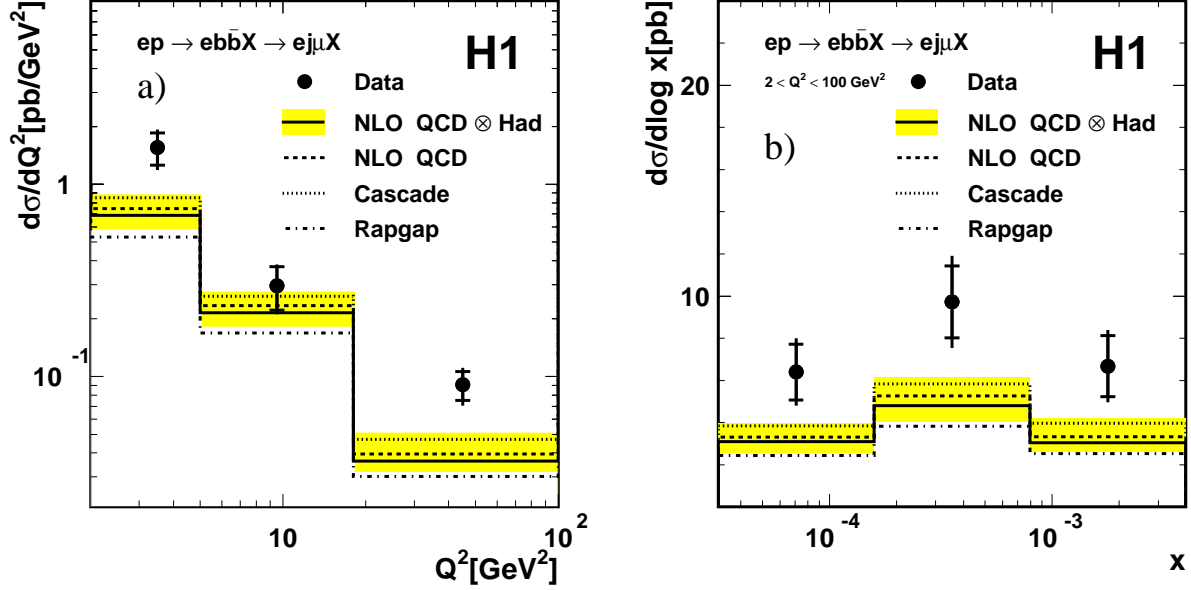 ep → ebb̄X → ejμX
H1
a)
Data
NLO QCD ⊗ Had
NLO QCD
Cascade
Rapgap
dσ/dQ²[pb/GeV²]
1
10⁻¹
10
10²
Q²[GeV²]
ep → ebb̄X → ejμX
H1
2 < Q² < 100 GeV²
Data
b)
NLO QCD ⊗ Had
NLO QCD
Cascade
Rapgap
dσ/dlog x[pb]
20
10
10⁻⁴
10⁻³
x